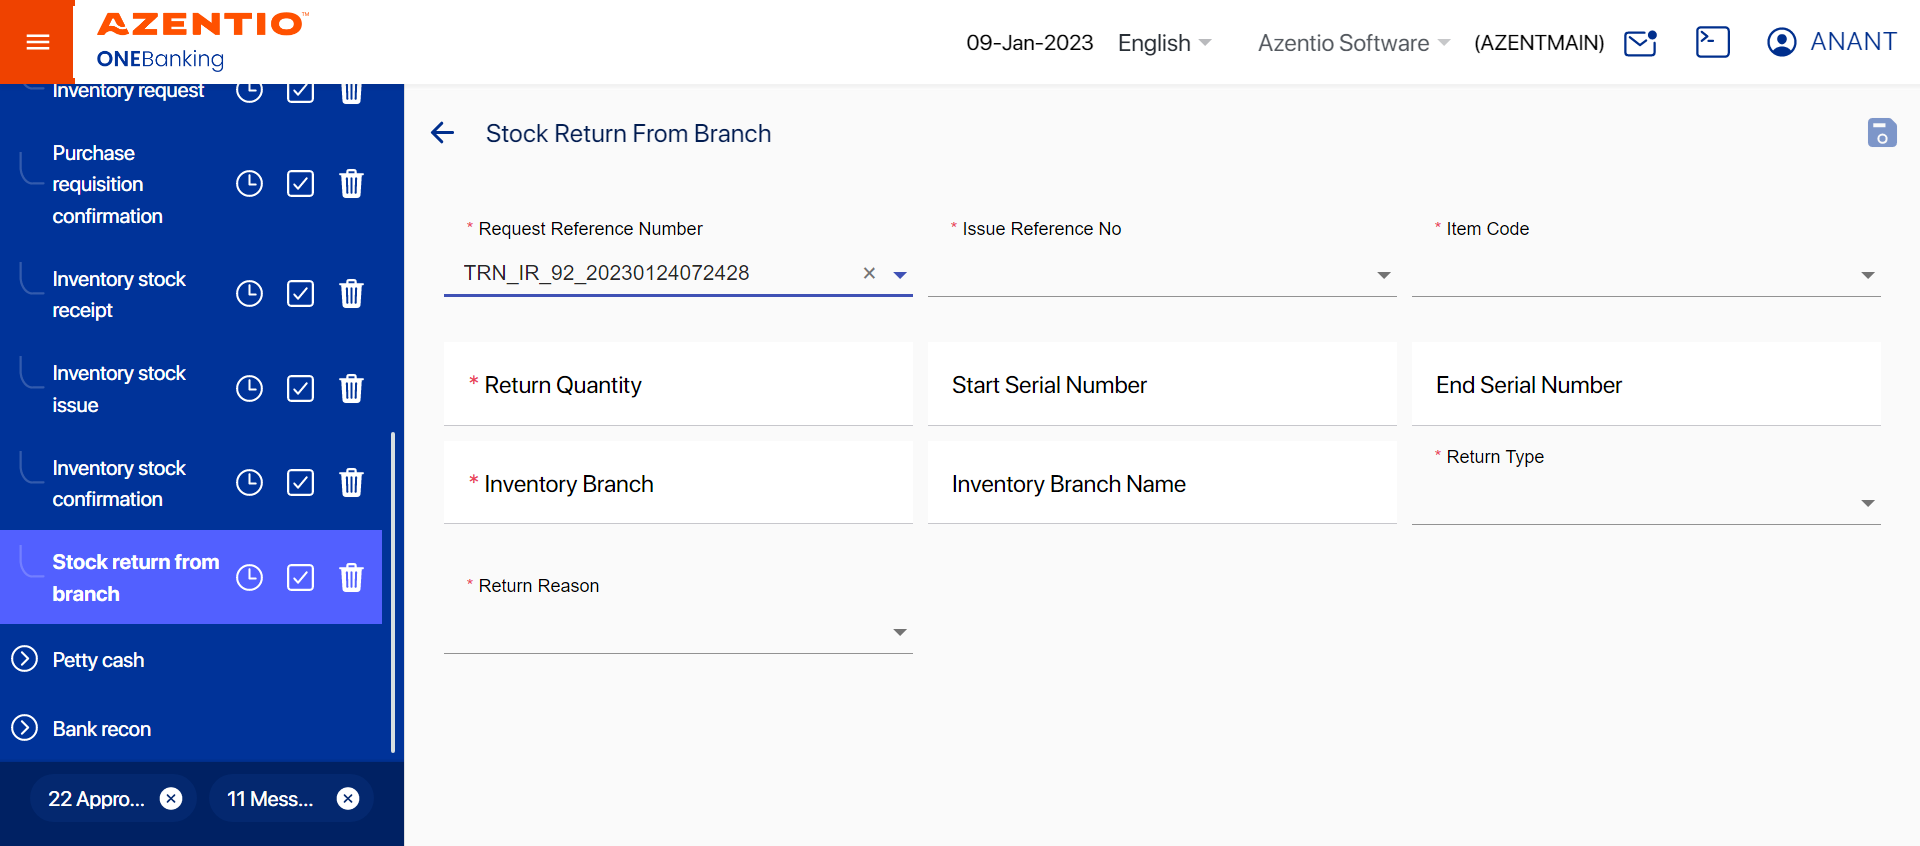 AZENTIO™
ONEBanking
09-Jan-2023
English
Azentio Software
(AZENTMAIN)
ANANT
Inventory request
Purchase
requisition
confirmation
Inventory stock
receipt
Inventory stock
issue
Inventory stock
confirmation
Stock return from
branch
Petty cash
Bank recon
22 Appro...
11 Mess...
Stock Return From Branch
* Request Reference Number
TRN_IR_92_20230124072428
* Issue Reference No
* Item Code
* Return Quantity
Start Serial Number
End Serial Number
* Inventory Branch
Inventory Branch Name
* Return Type
* Return Reason